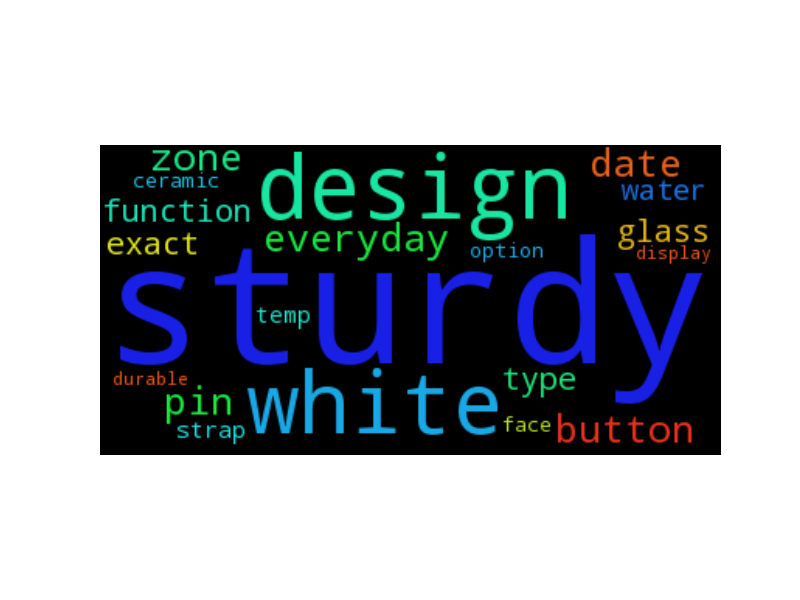 zone
design
date
ceramic
water
function
exact
everyday
option
glass
display
sturdy
temp
durable
pin
strap
white
type
face
button